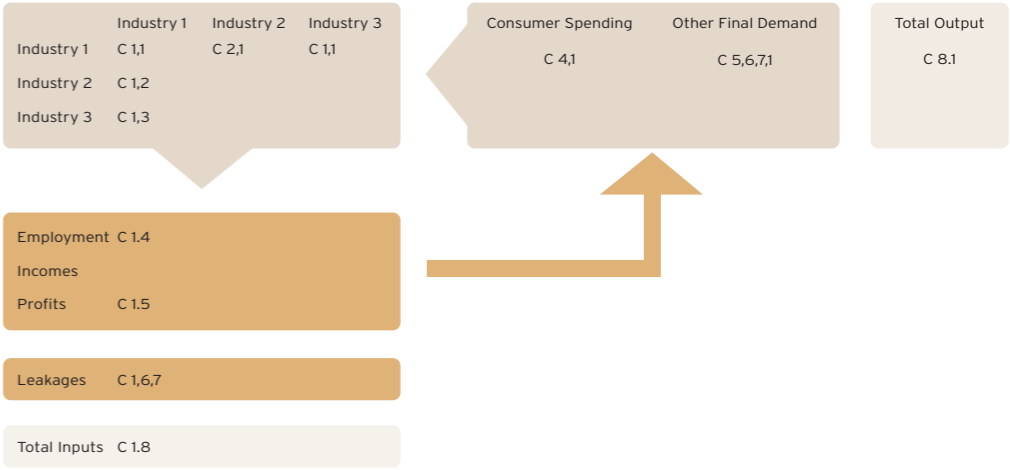 Industry 1 Industry 2 Industry 3
Industry 1 C 1,1 C 2,1 C 1,1
Industry 2 C 1,2
Industry 3 C 1,3
Consumer Spending Other Final Demand
C 4,1 C 5,6,7,1
Total Output
C 8.1
Employment C 1.4
Incomes
Profits C 1.5
Leakages C 1,6,7
Total Inputs C 1.8